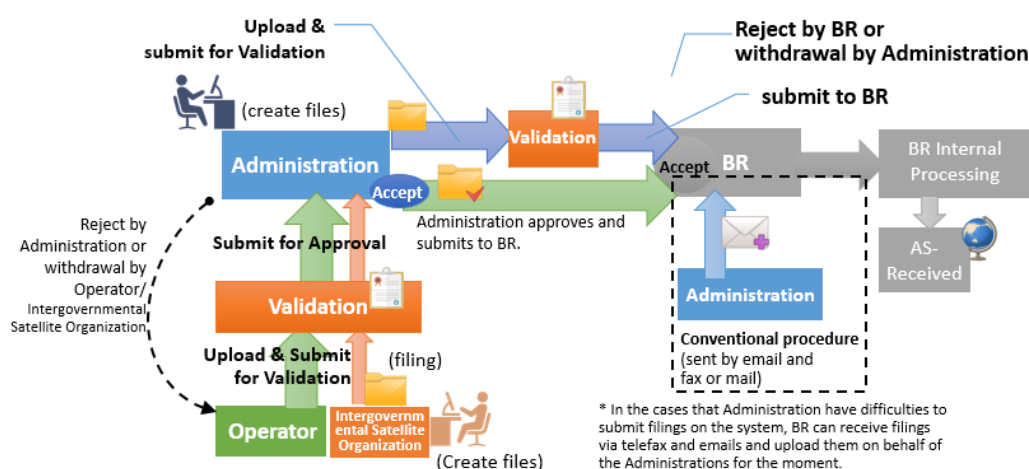 Upload &
submit for Validation
Reject by BR or
withdrawal by Administration
submit to BR
(create files)
Administration
Validation
Accept
BR
BR Internal
Processing
Accept
Administration approves and
submits to BR.
Reject by
Administration or
withdrawal by
Operator/
Intergovernmental
Satellite Organization
Submit for Approval
AS-
Received
Validation
Administration
Upload & Submit
for Validation
(filing)
Conventional procedure
(sent by email and
fax or mail)
Operator
Intergovernm
ental Satellite
Organization
(Create files)
* In the cases that Administration have difficulties to
submit filings on the system, BR can receive filings
via telefax and emails and upload them on behalf of
the Administrations for the moment.